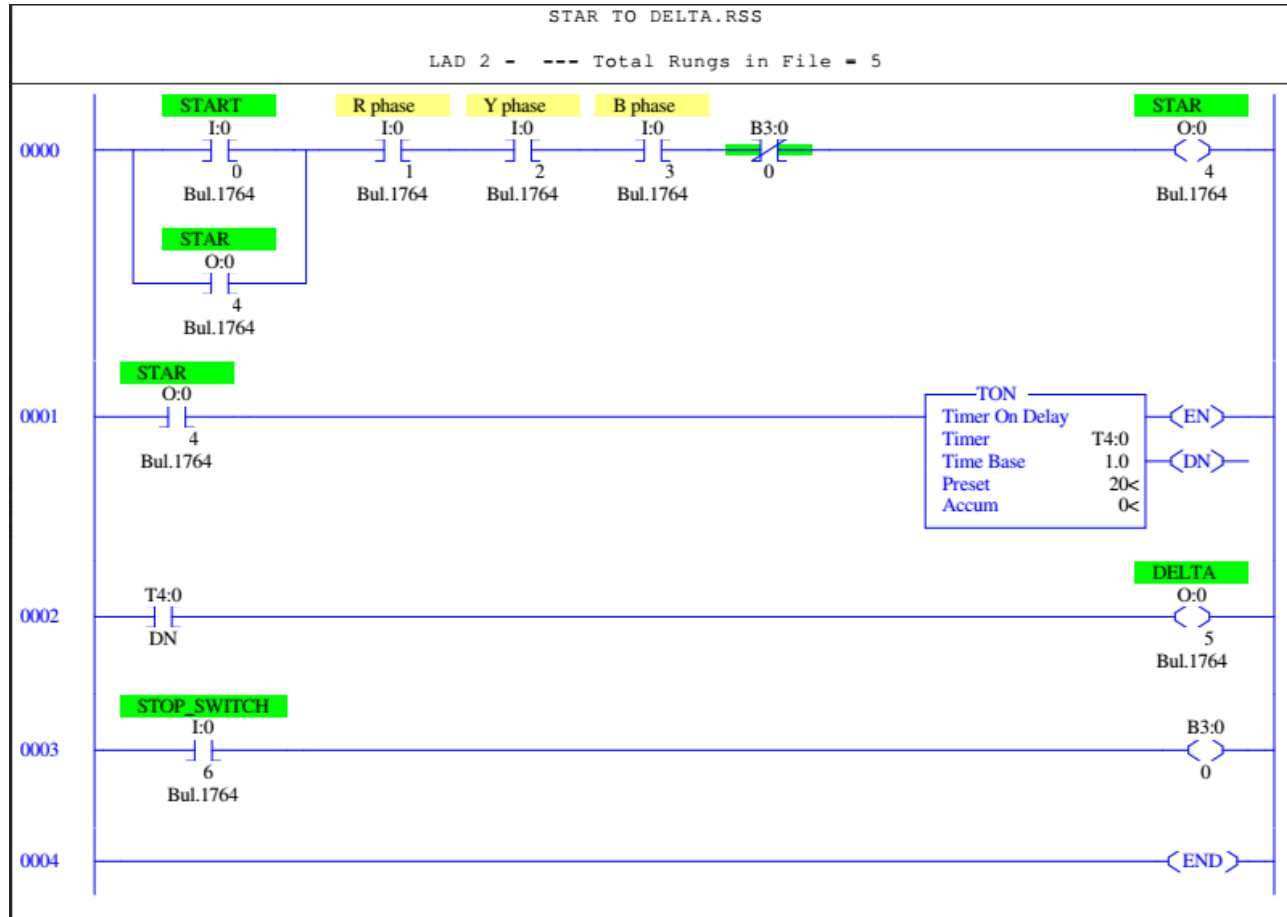 STAR TO DELTA.RSS
LAD 2 - --- Total Rungs in File = 5
START R phase Y phase B phase STAR
I:0 I:0 I:0 I:0 B3:0 O:0
0000
0 1 2 3 0 4
Bul.1764 Bul.1764 Bul.1764 Bul.1764 Bul.1764
STAR
O:0
4
Bul.1764
STAR
O:0
0001
4
Bul.1764
TON
Timer On Delay EN
Timer T4:0
Time Base 1.0 DN
Preset 20<
Accum 0<
DELTA
T4:0 O:0
0002
DN 5
Bul.1764
STOP_SWITCH
I:0 B3:0
0003
6 0
Bul.1764
0004 END